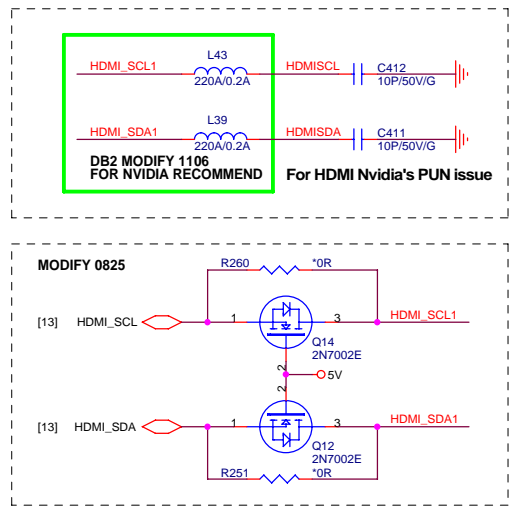 L43
HDMI_SCL1
HDMISCL
C412
220A/0.2A
10P/50V/G
L39
HDMI_SDA1
HDMISDA
C411
220A/0.2A
10P/50V/G
DB2 MODIFY 1106
FOR NVIDIA RECOMMEND
For HDMI Nvidia's PUN issue
MODIFY 0825
R260
*0R
[13]
HDMI_SCL
1
3
HDMI_SCL1
Q14
2N7002E
2
5V
2
[13]
HDMI_SDA
1
3
HDMI_SDA1
Q12
2N7002E
R251
*0R